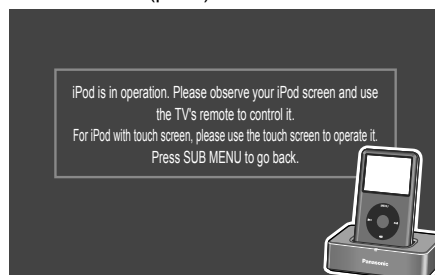 iPod is in operation. Please observe your iPod screen and use
the TV's remote to control it.
For iPod with touch screen, please use the touch screen to operate it.
Press SUB MENU to go back.
MENU
Panasonic